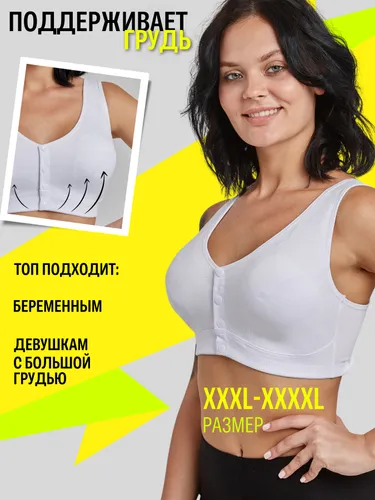 ПОДДЕРЖИВАЕТ
ГРУДЬ
ТОП ПОДХОДИТ:
БЕРЕМЕННЫМ
ДЕВУШКАМ
С БОЛЬШОЙ
ГРУДЬЮ
XXXL-XXXXL
РАЗМЕР